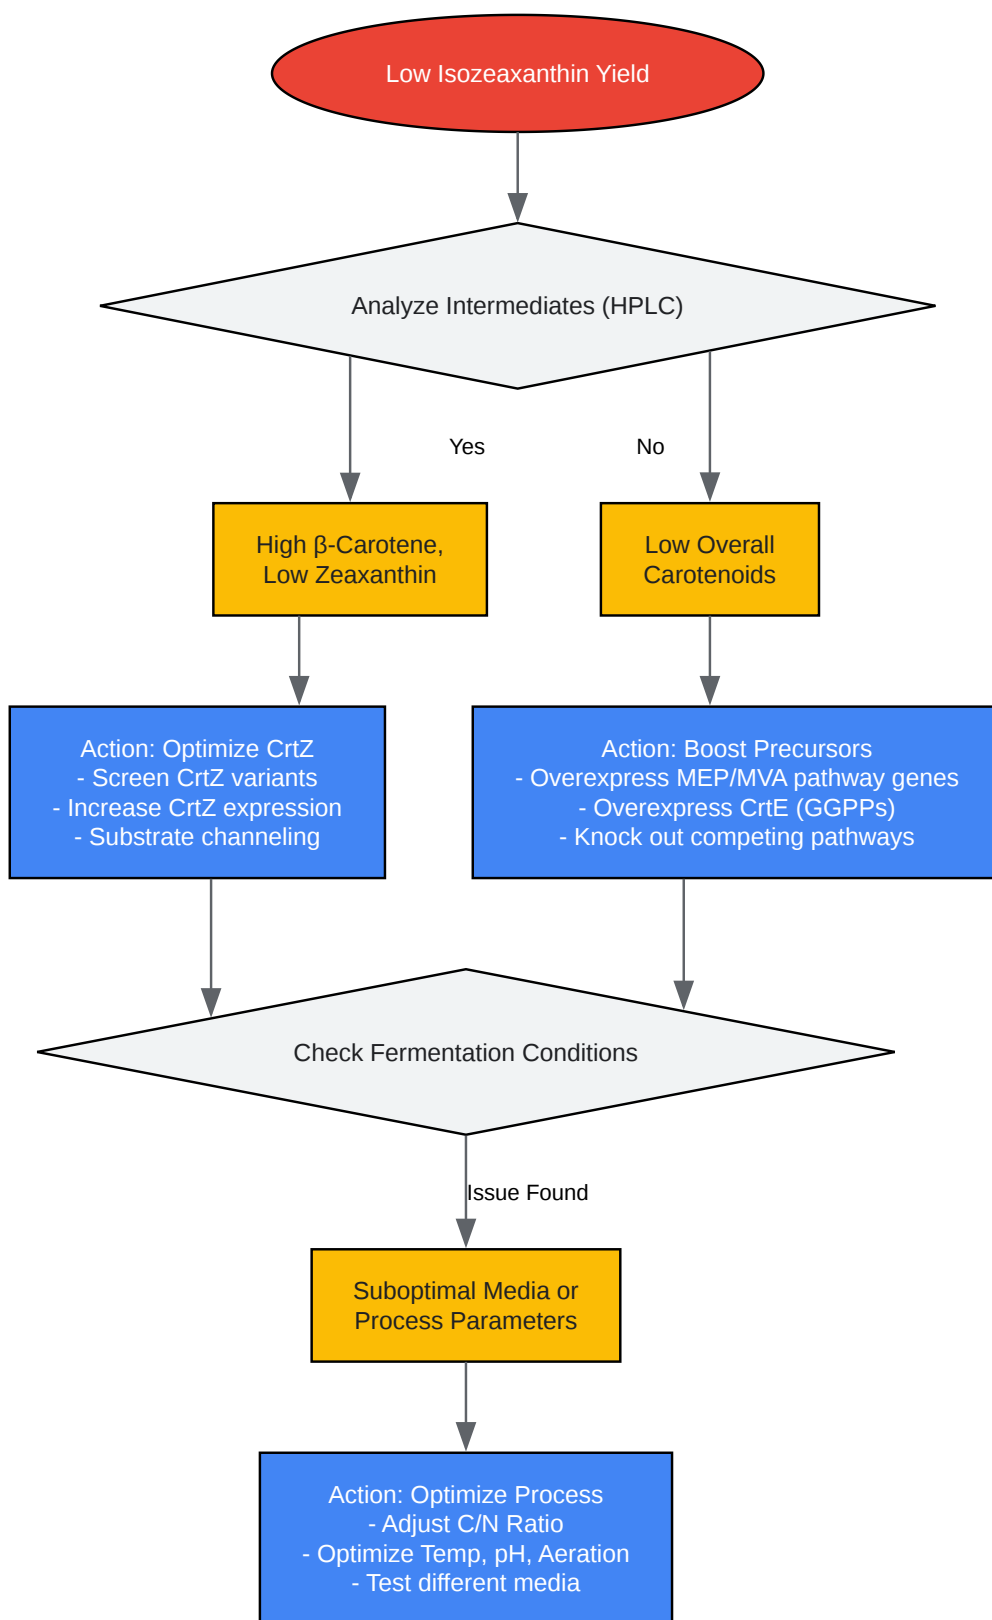 Low Isozeaxanthin Yield
Analyze Intermediates (HPLC)
Yes
No
High β-Carotene,
Low Zeaxanthin
Low Overall
Carotenoids
Action: Optimize CrtZ
- Screen CrtZ variants
- Increase CrtZ expression
- Substrate channeling
Action: Boost Precursors
- Overexpress MEP/MVA pathway genes
- Overexpress CrtE (GGPPs)
- Knock out competing pathways
Check Fermentation Conditions
Issue Found
Suboptimal Media or
Process Parameters
Action: Optimize Process
- Adjust C/N Ratio
- Optimize Temp, pH, Aeration
- Test different media